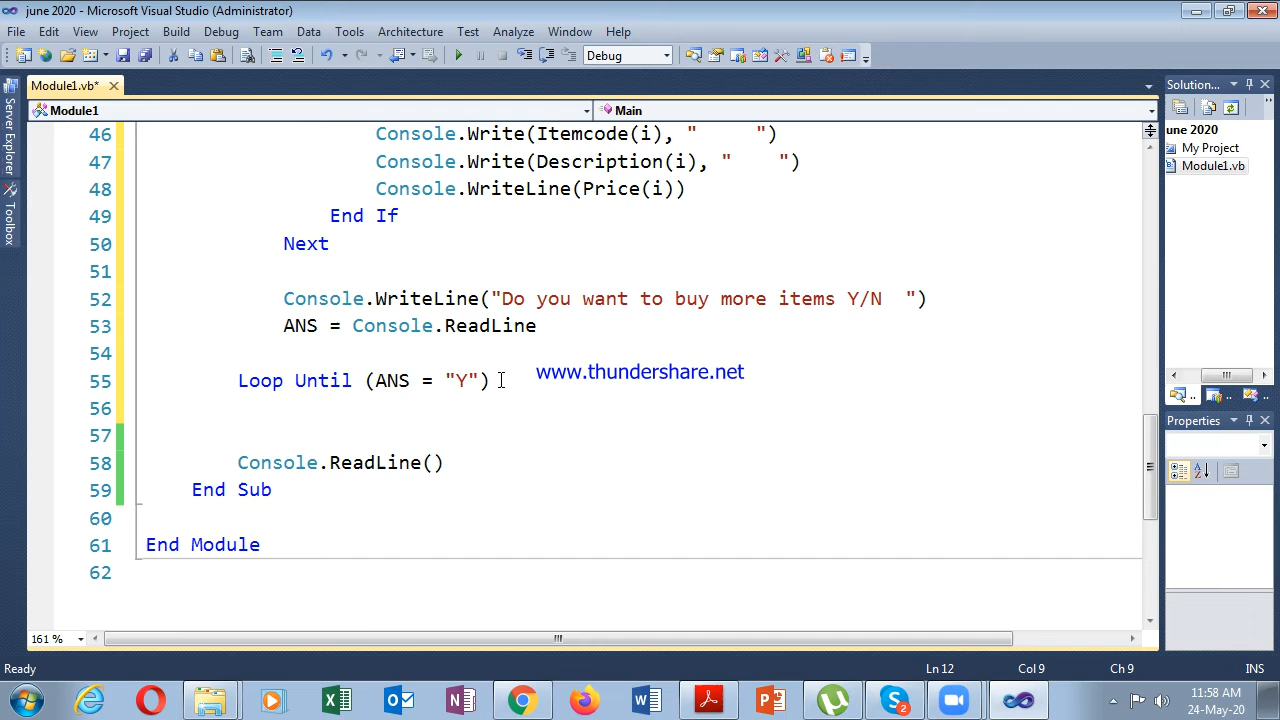 june 2020 - Microsoft Visual Studio (Administrator)
File Edit View Project Build Debug Team Data Tools Architecture Test Analyze Window Help
Debug
Server Explorer
Toolbox
Module1.vb*
Module1
Main
46 Console.Write(Itemcode(i), "     ")
47 Console.Write(Description(i), "    ")
48 Console.WriteLine(Price(i))
49 End If
50 Next
51
52 Console.WriteLine("Do you want to buy more items Y/N  ")
53 ANS = Console.ReadLine
54
55 Loop Until (ANS = "Y")
www.thundershare.net
56
57
58 Console.ReadLine()
59 End Sub
60
61 End Module
62
161 %
Solution...
june 2020
My Project
Module1.vb
Properties
Ready
Ln 12
Col 9
Ch 9
INS
2
11:58 AM
24-May-20